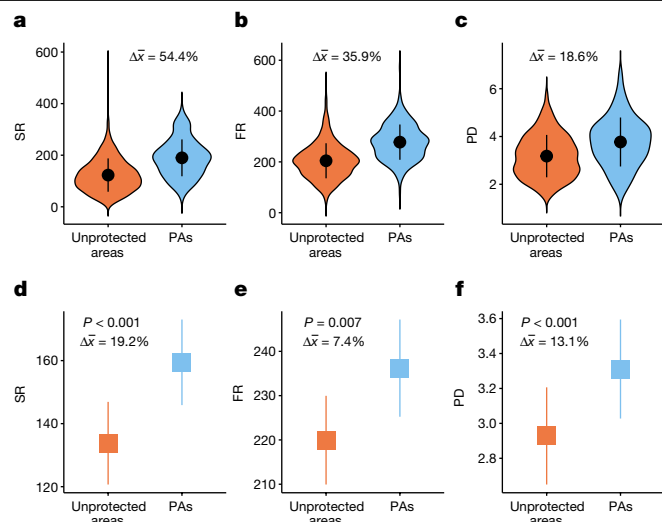 a
b
c
Δx̄ = 54.4%
Δx̄ = 35.9%
Δx̄ = 18.6%
600
400
200
0
SR
600
400
200
0
FR
6
4
2
PD
Unprotected
areas
PAs
Unprotected
areas
PAs
Unprotected
areas
PAs
d
e
f
P < 0.001
Δx̄ = 19.2%
P = 0.007
Δx̄ = 7.4%
P < 0.001
Δx̄ = 13.1%
160
140
120
SR
240
230
220
210
FR
3.6
3.4
3.2
3.0
2.8
PD
Unprotected
areas
PAs
Unprotected
areas
PAs
Unprotected
areas
PAs